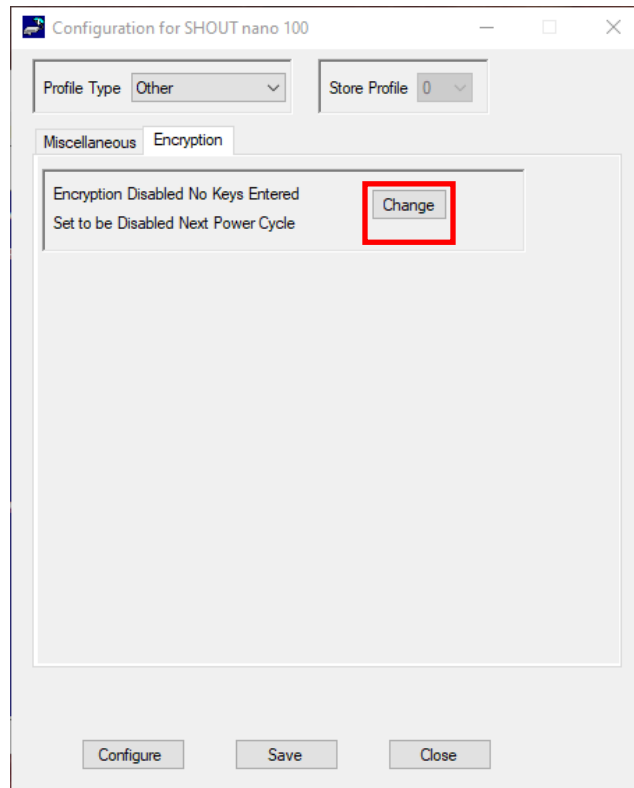 Configuration for SHOUT nano 100
Profile Type Other Store Profile 0
Miscellaneous Encryption
Encryption Disabled No Keys Entered
Change
Set to be Disabled Next Power Cycle
Configure Save Close